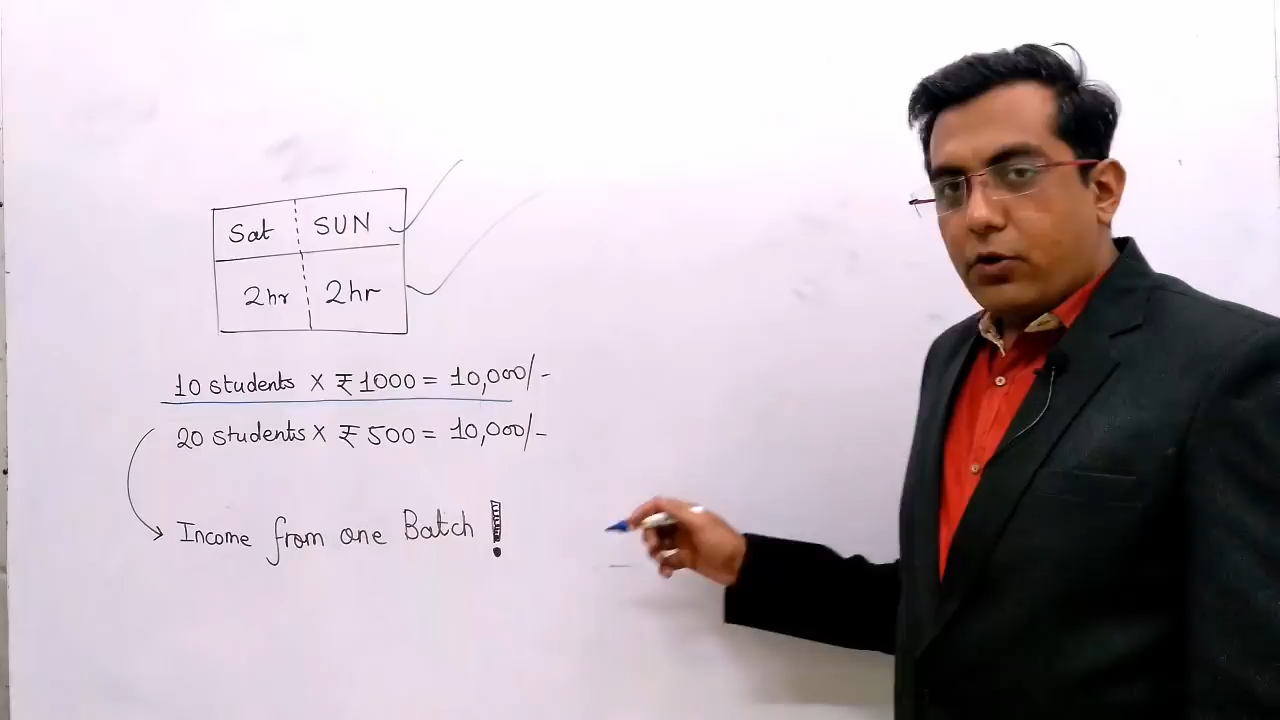 Sat SUN
2hr 2hr
10 students X ₹ 1000 = 10,000/-
20 students X ₹ 500 = 10,000/-
Income from one Batch!